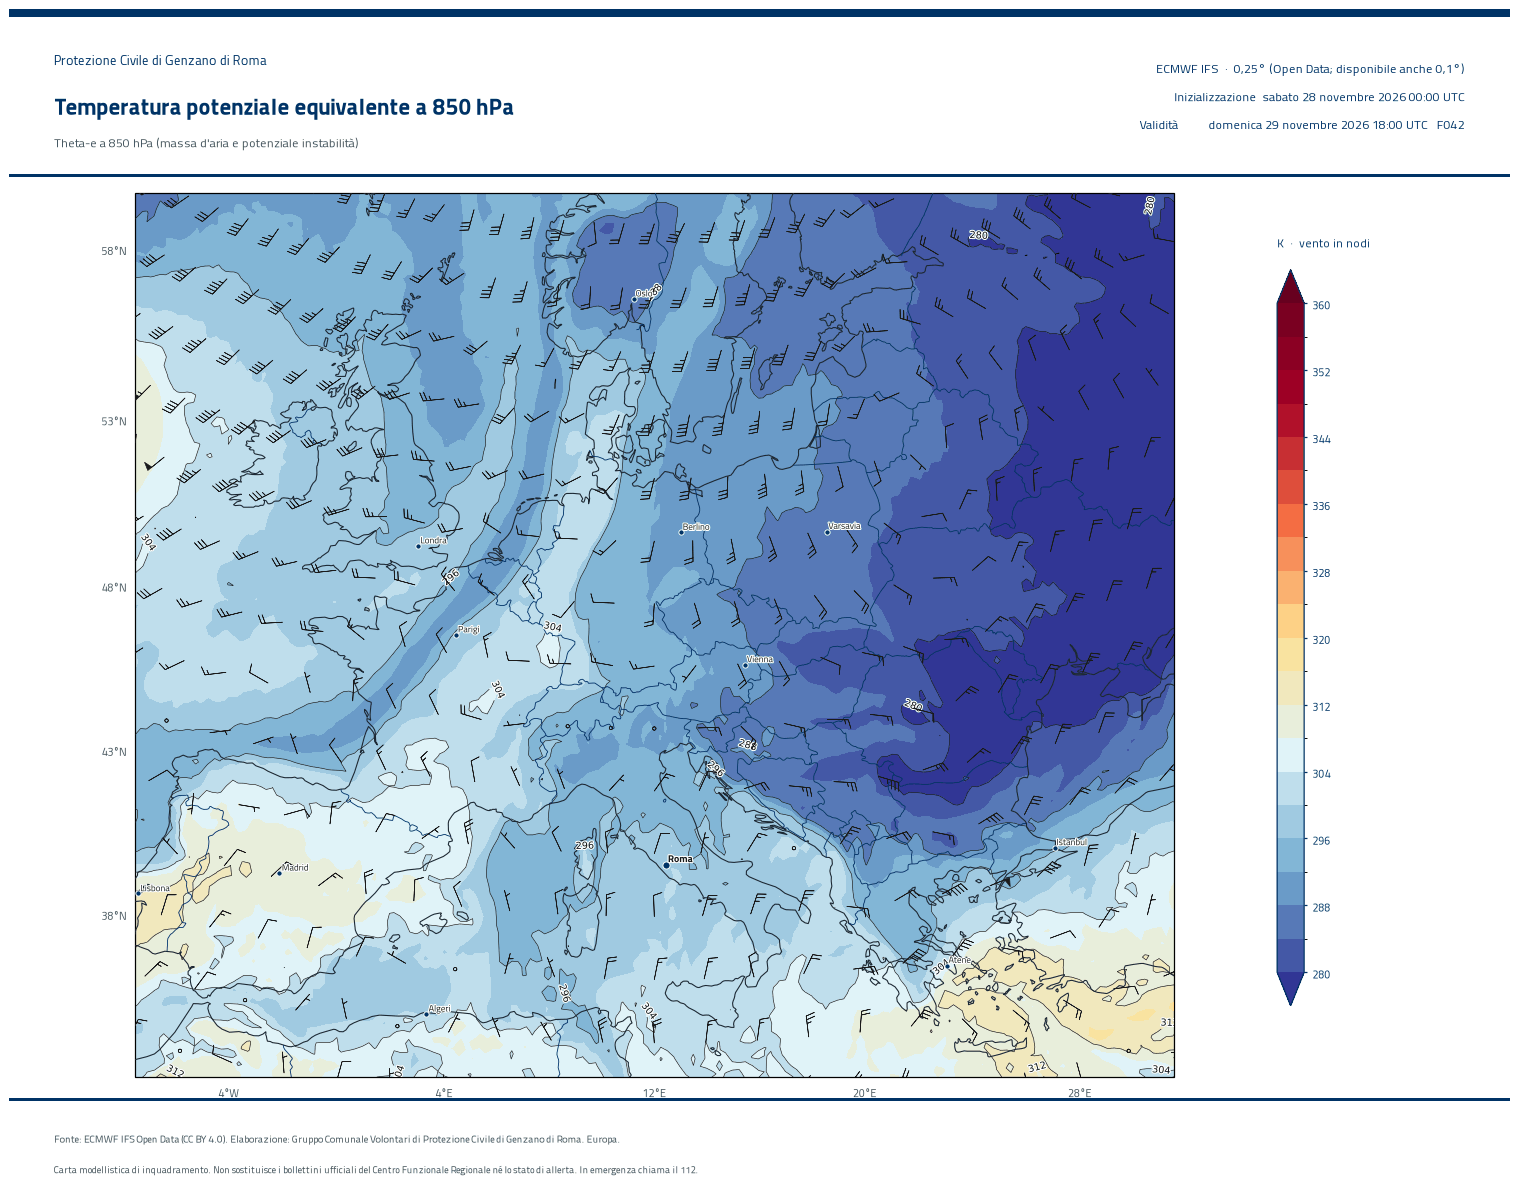 Protezione Civile di Genzano di Roma
Temperatura potenziale equivalente a 850 hPa
Theta-e a 850 hPa (massa d'aria e potenziale instabilità)
ECMWF IFS · 0,25° (Open Data; disponibile anche 0,1°)
Inizializzazione sabato 28 novembre 2026 00:00 UTC
Validità domenica 29 novembre 2026 18:00 UTC F042
K · vento in nodi
360
352
344
336
328
320
312
304
296
288
280
58°N
53°N
48°N
43°N
38°N
4°W
4°E
12°E
20°E
28°E
280
280
Oslo
304
Londra
296
Berlino
Varsavia
Parigi
304
Vienna
304
280
288
296
296
Roma
Istanbul
Madrid
Lisbona
304
Atene
296
304
Algeri
312
304
312
304
Fonte: ECMWF IFS Open Data (CC BY 4.0). Elaborazione: Gruppo Comunale Volontari di Protezione Civile di Genzano di Roma. Europa.
Carta modellistica di inquadramento. Non sostituisce i bollettini ufficiali del Centro Funzionale Regionale né lo stato di allerta. In emergenza chiama il 112.